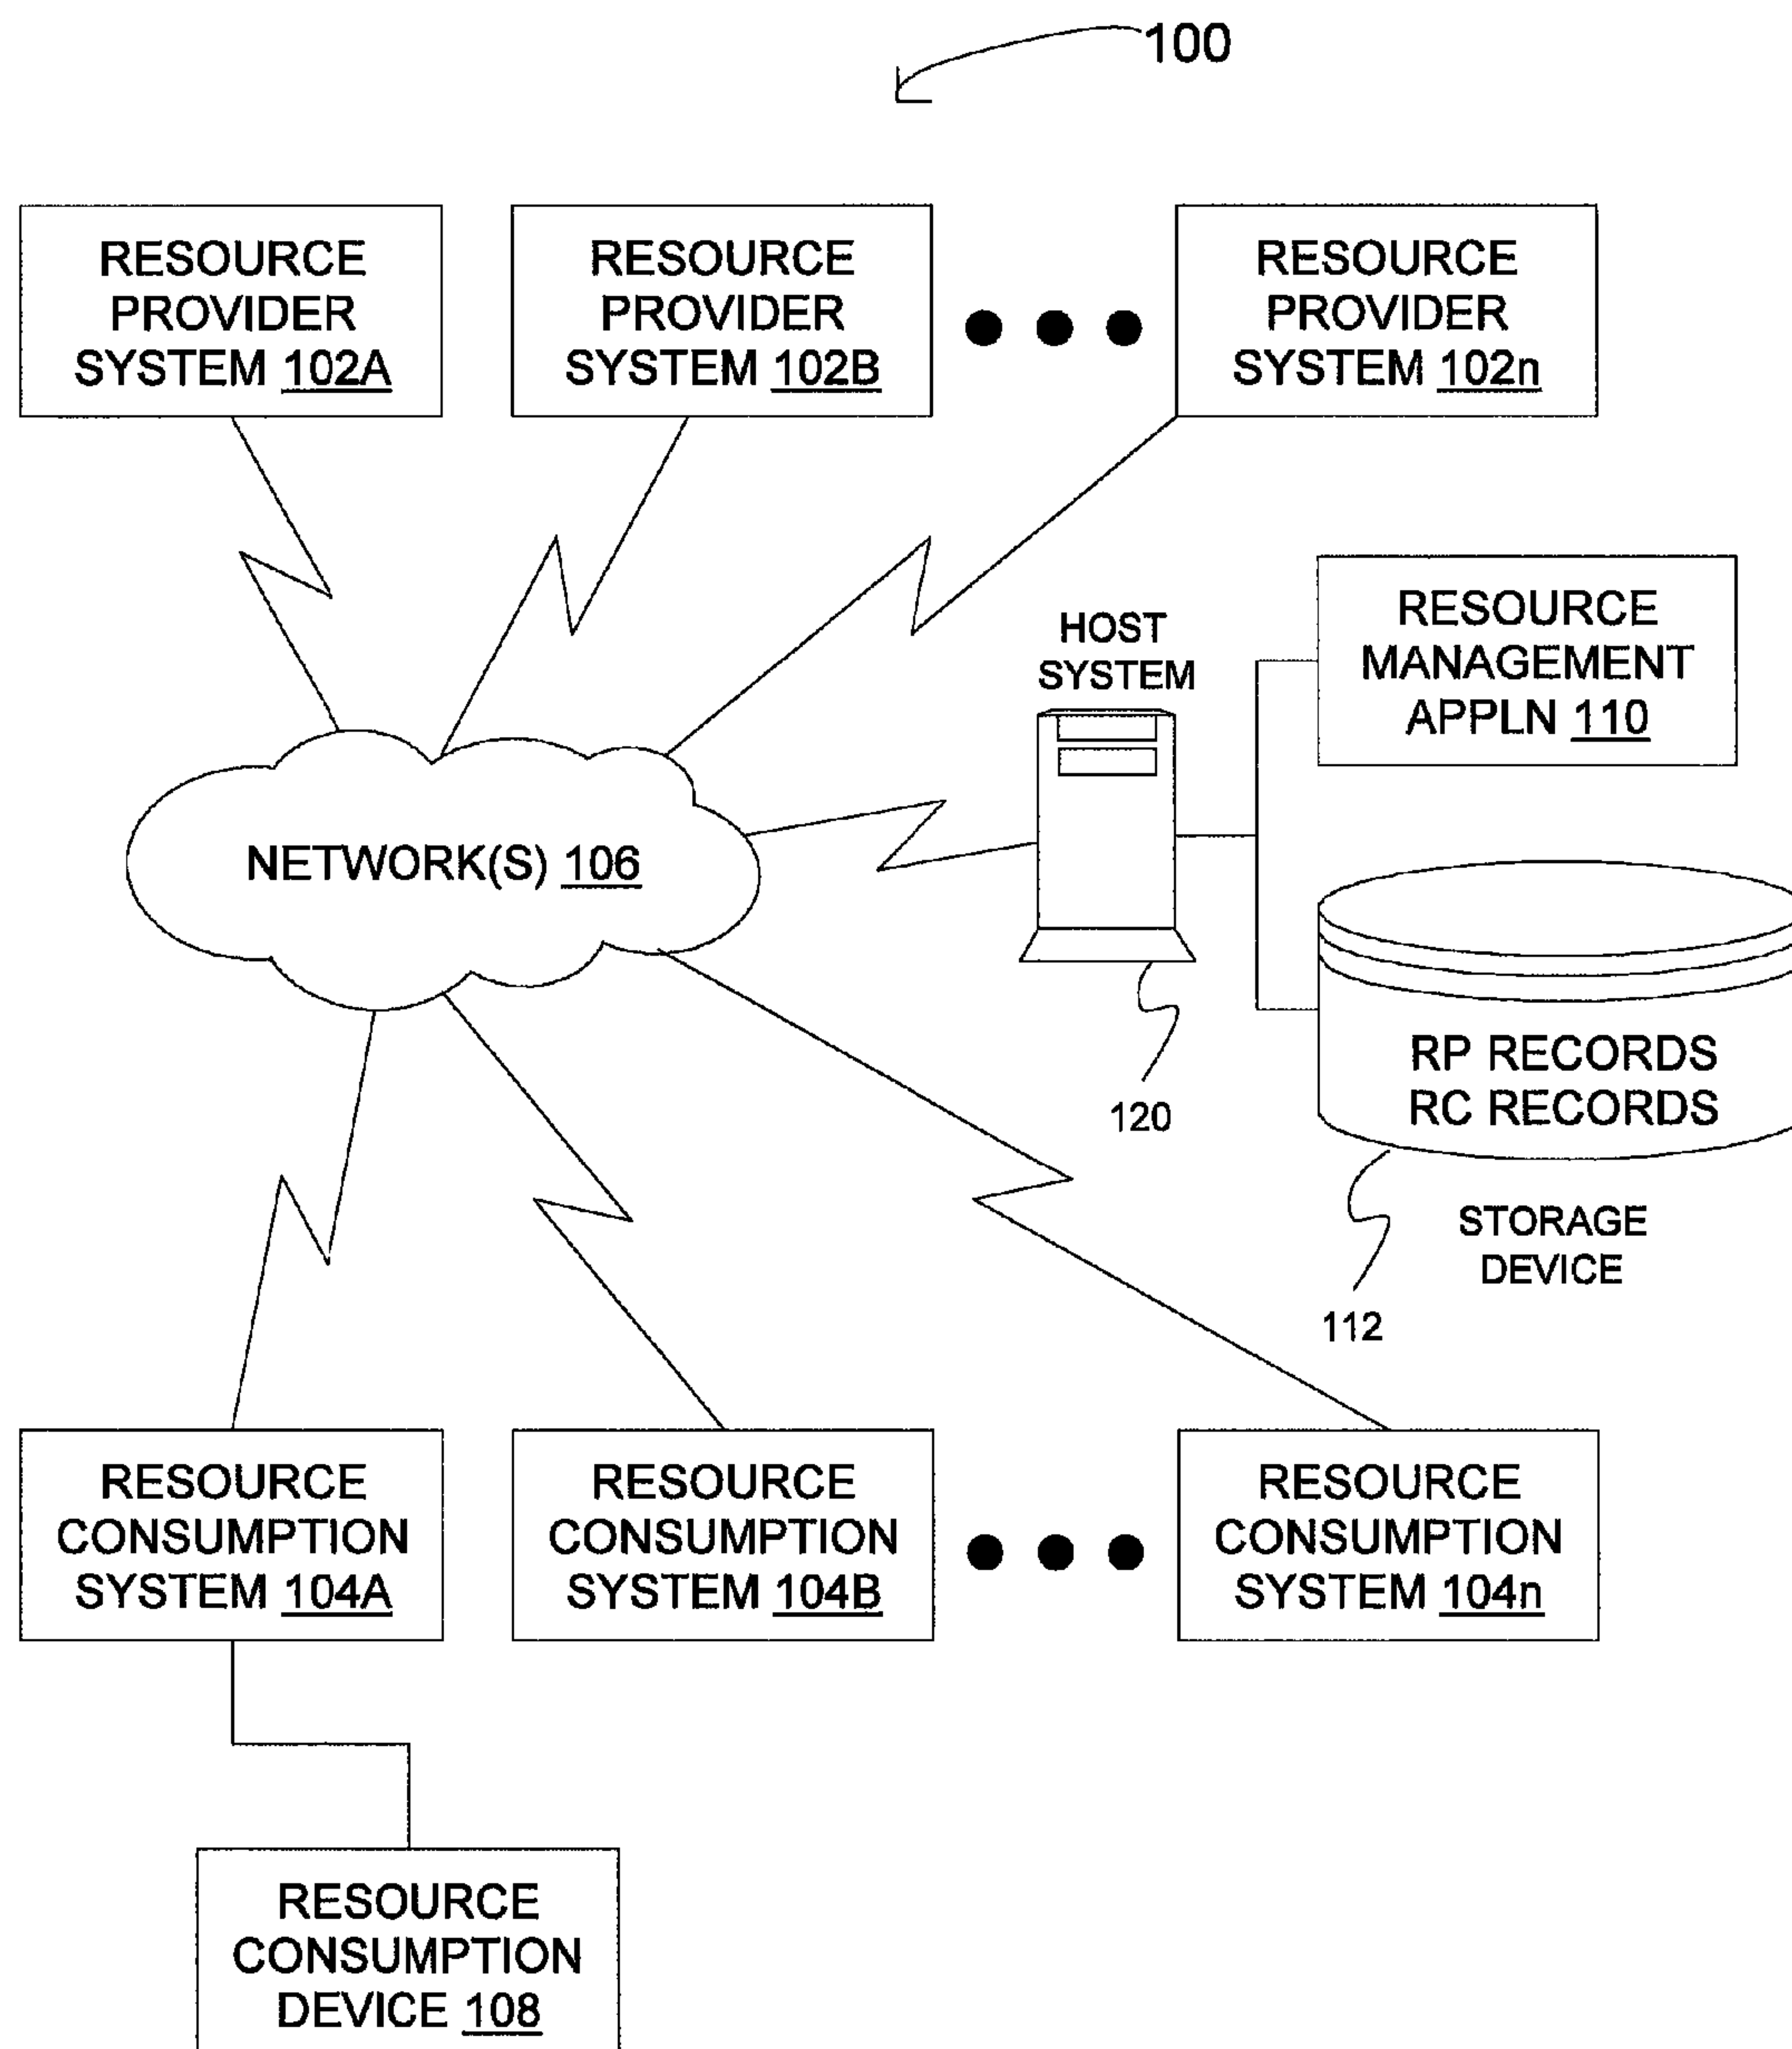 100
RESOURCE
PROVIDER
SYSTEM 102A
RESOURCE
PROVIDER
SYSTEM 102B
RESOURCE
PROVIDER
SYSTEM 102n
HOST
SYSTEM
RESOURCE
MANAGEMENT
APPLN 110
NETWORK(S) 106
120
RP RECORDS
RC RECORDS
STORAGE
DEVICE
112
RESOURCE
CONSUMPTION
SYSTEM 104A
RESOURCE
CONSUMPTION
SYSTEM 104B
RESOURCE
CONSUMPTION
SYSTEM 104n
RESOURCE
CONSUMPTION
DEVICE 108